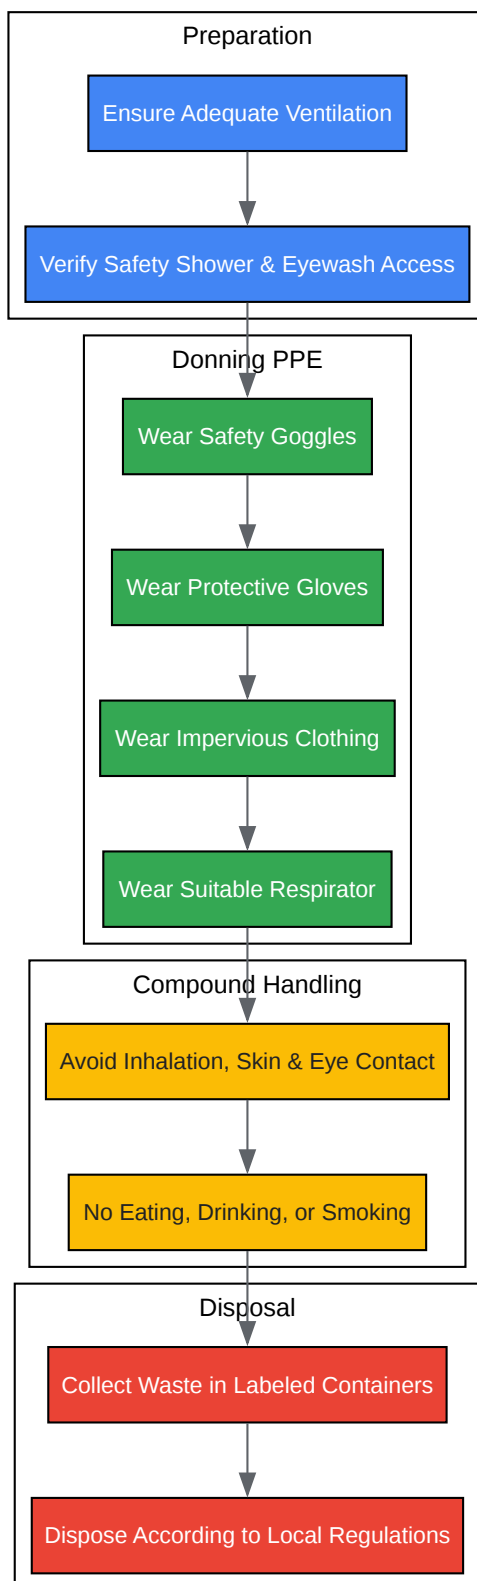 Preparation
Ensure Adequate Ventilation
Verify Safety Shower & Eyewash Access
Donning PPE
Wear Safety Goggles
Wear Protective Gloves
Wear Impervious Clothing
Wear Suitable Respirator
Compound Handling
Avoid Inhalation, Skin & Eye Contact
No Eating, Drinking, or Smoking
Disposal
Collect Waste in Labeled Containers
Dispose According to Local Regulations